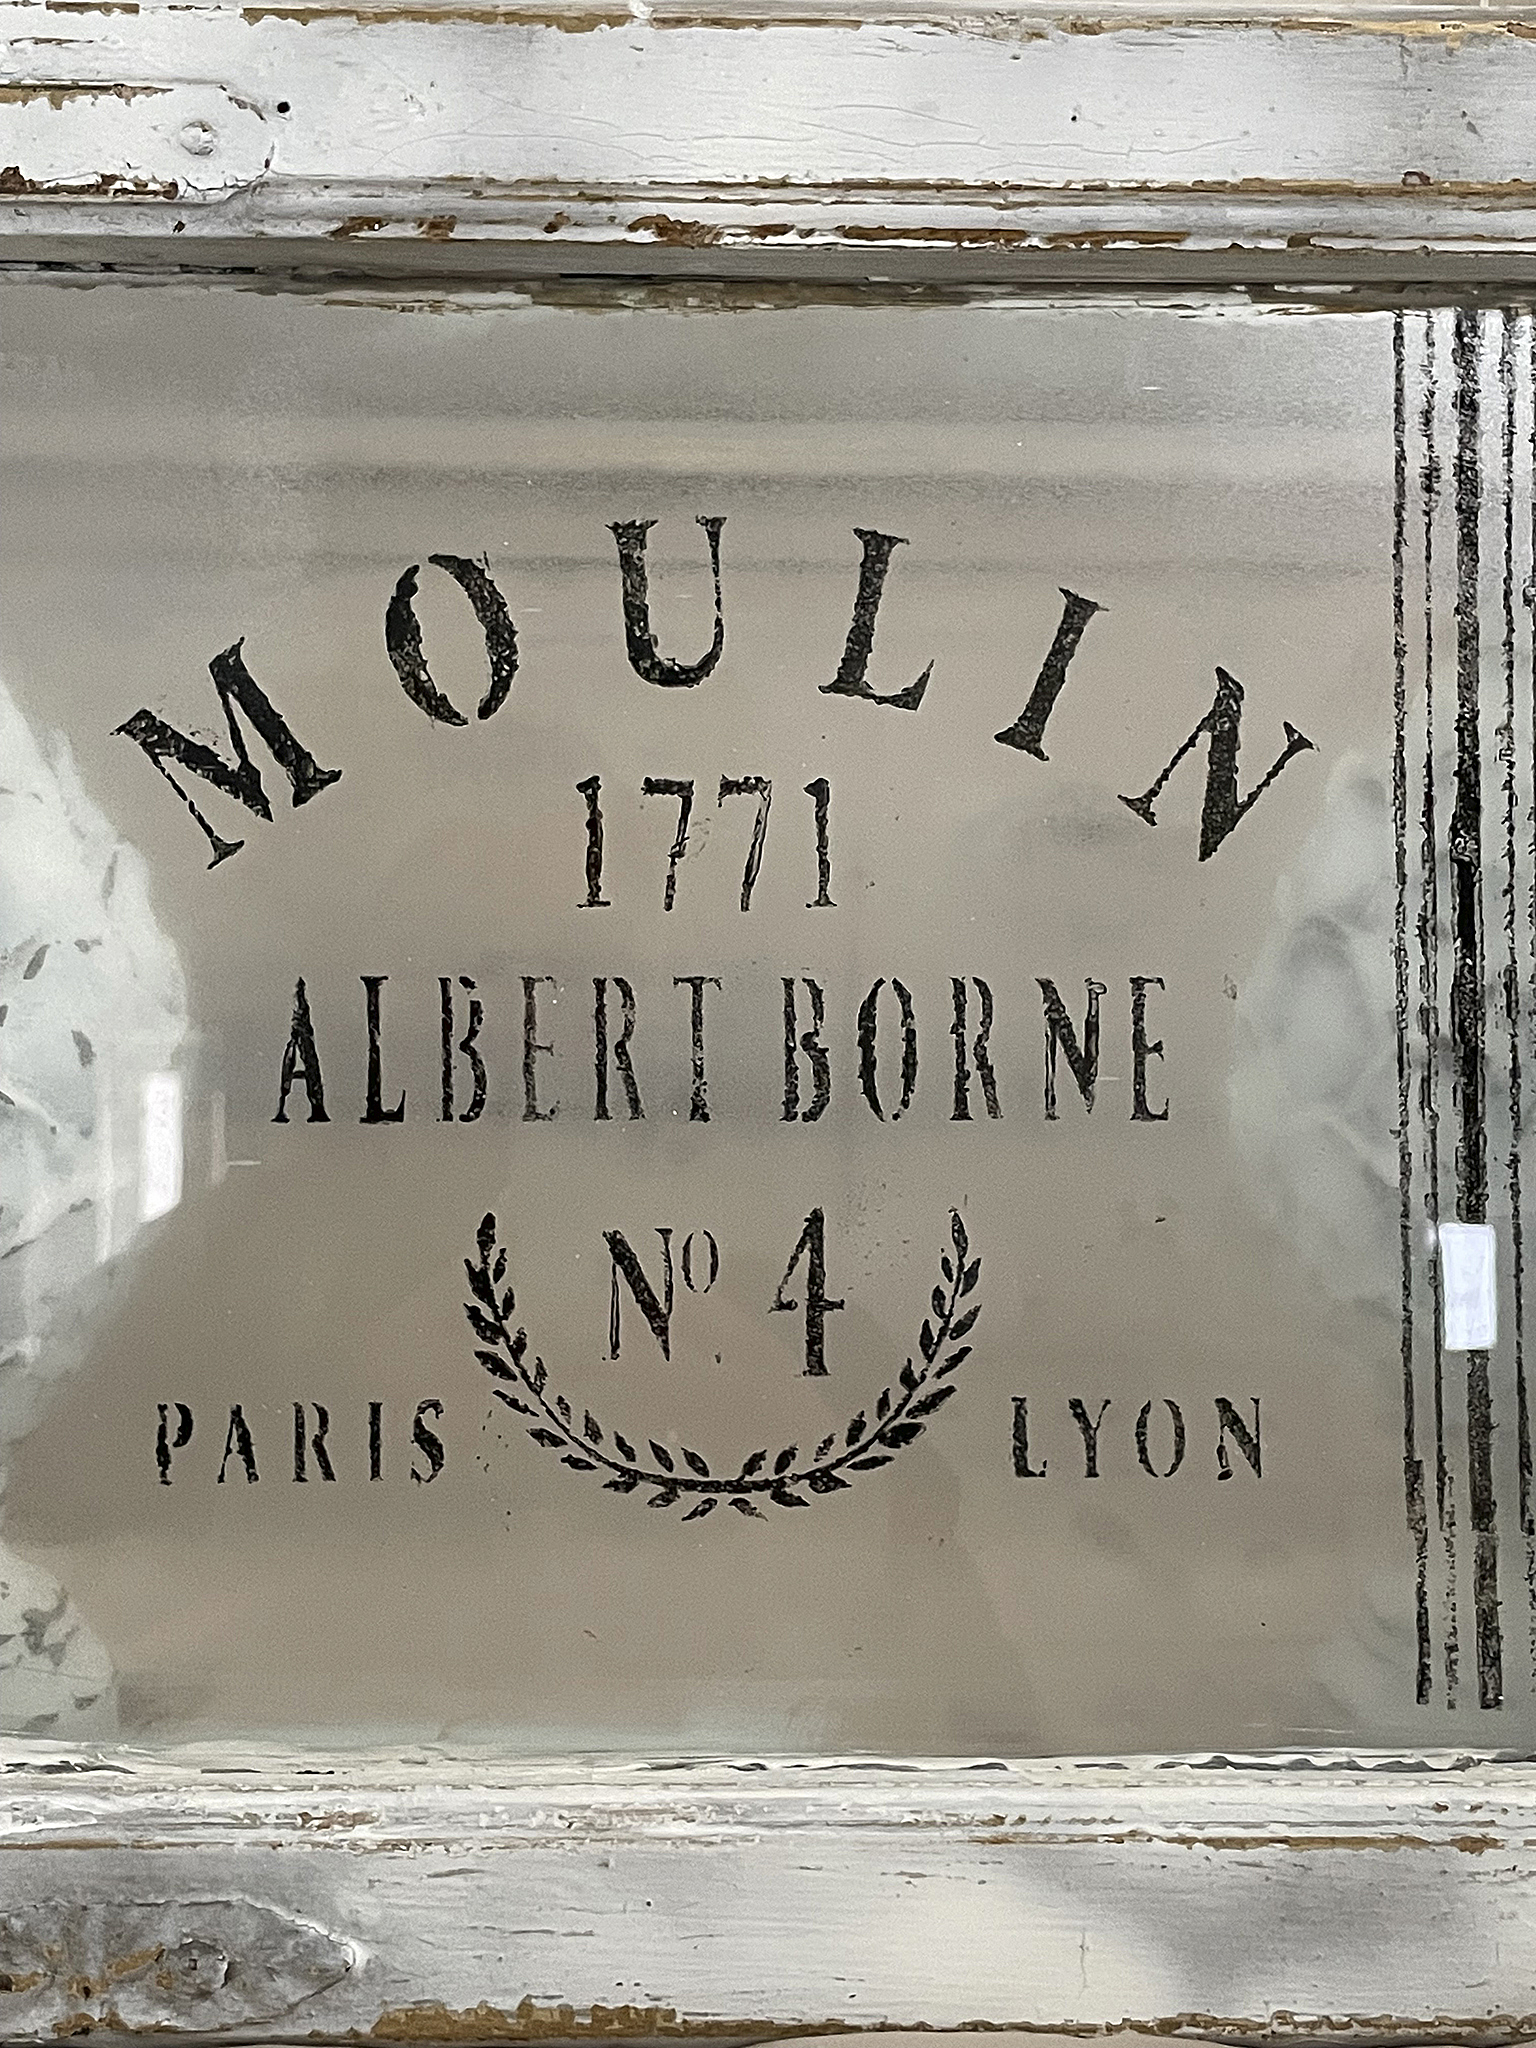 MOULIN
1771
ALBERT BORNE
Nº 4
PARIS LYON